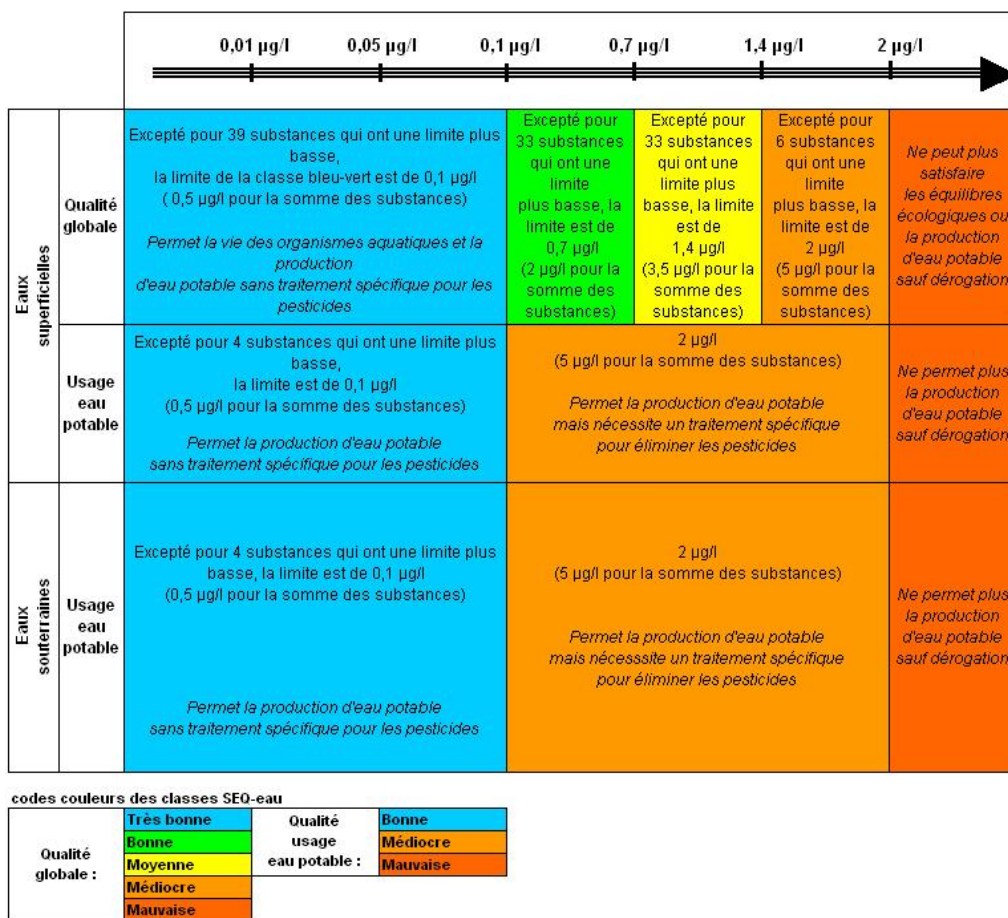 0,01 µg/l 0,05 µg/l 0,1 µg/l 0,7 µg/l 1,4 µg/l 2 µg/l
Eaux
superficielles
Qualité
globale
Excepté pour 39 substances qui ont une limite plus
basse,
la limite de la classe bleu-vert est de 0,1 µg/l
( 0,5 µg/l pour la somme des substances)
Permet la vie des organismes aquatiques et la
production
d'eau potable sans traitement spécifique pour les
pesticides
Excepté pour
33 substances
qui ont une
limite
plus basse, la
limite est de
0,7 µg/l
(2 µg/l pour la
somme des
substances)
Excepté pour
33 substances
qui ont une
limite plus
basse, la limite
est de
1,4 µg/l
(3,5 µg/l pour la
somme des
substances)
Excepté pour
6 substances
qui ont une
limite
plus basse, la
limite est de
2 µg/l
(5 µg/l pour la
somme des
substances)
Ne peut plus
satisfaire
les équilibres
écologiques ou
la production
d'eau potable
sauf dérogation
Usage
eau
potable
Excepté pour 4 substances qui ont une limite plus
basse,
la limite est de 0,1 µg/l
(0,5 µg/l pour la somme des substances)
Permet la production d'eau potable
sans traitement spécifique pour les pesticides
2 µg/l
(5 µg/l pour la somme des substances)
Permet la production d'eau potable
mais nécessite un traitement spécifique
pour éliminer les pesticides
Ne permet plus
la production
d'eau potable
sauf dérogation
Eaux
souterraines
Usage
eau
potable
Excepté pour 4 substances qui ont une limite plus
basse, la limite est de 0,1 µg/l
(0,5 µg/l pour la somme des substances)
Permet la production d'eau potable
sans traitement spécifique pour les pesticides
2 µg/l
(5 µg/l pour la somme des substances)
Permet la production d'eau potable
mais nécesssite un traitement spécifique
pour éliminer les pesticides
Ne permet plus
la production
d'eau potable
sauf dérogation
codes couleurs des classes SEQ-eau
Qualité
globale :
Très bonne
Bonne
Moyenne
Médiocre
Mauvaise
Qualité
usage
eau potable :
Bonne
Médiocre
Mauvaise